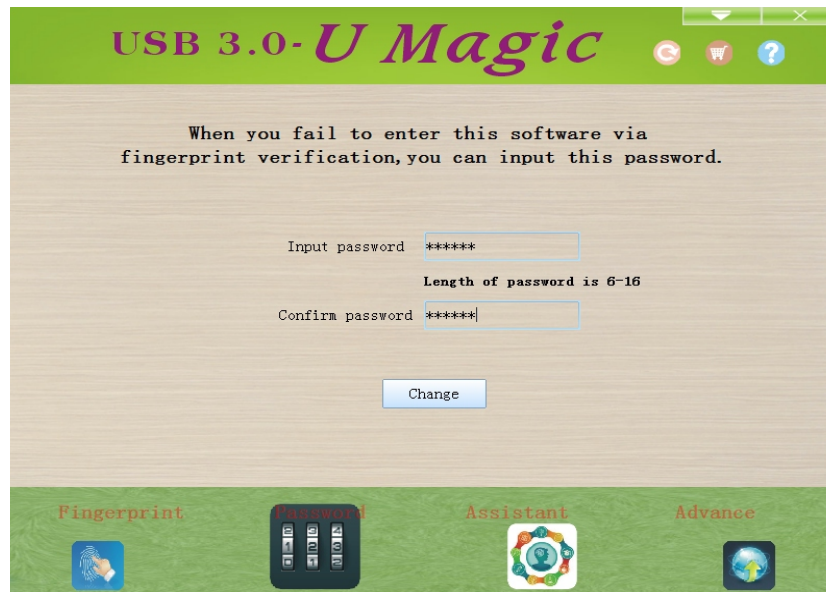 USB 3.0-U Magic
When you fail to enter this software via
fingerprint verification,you can input this password.
Input password ******
Length of password is 6-16
Confirm password ******
Change
Fingerprint Password Assistant Advance